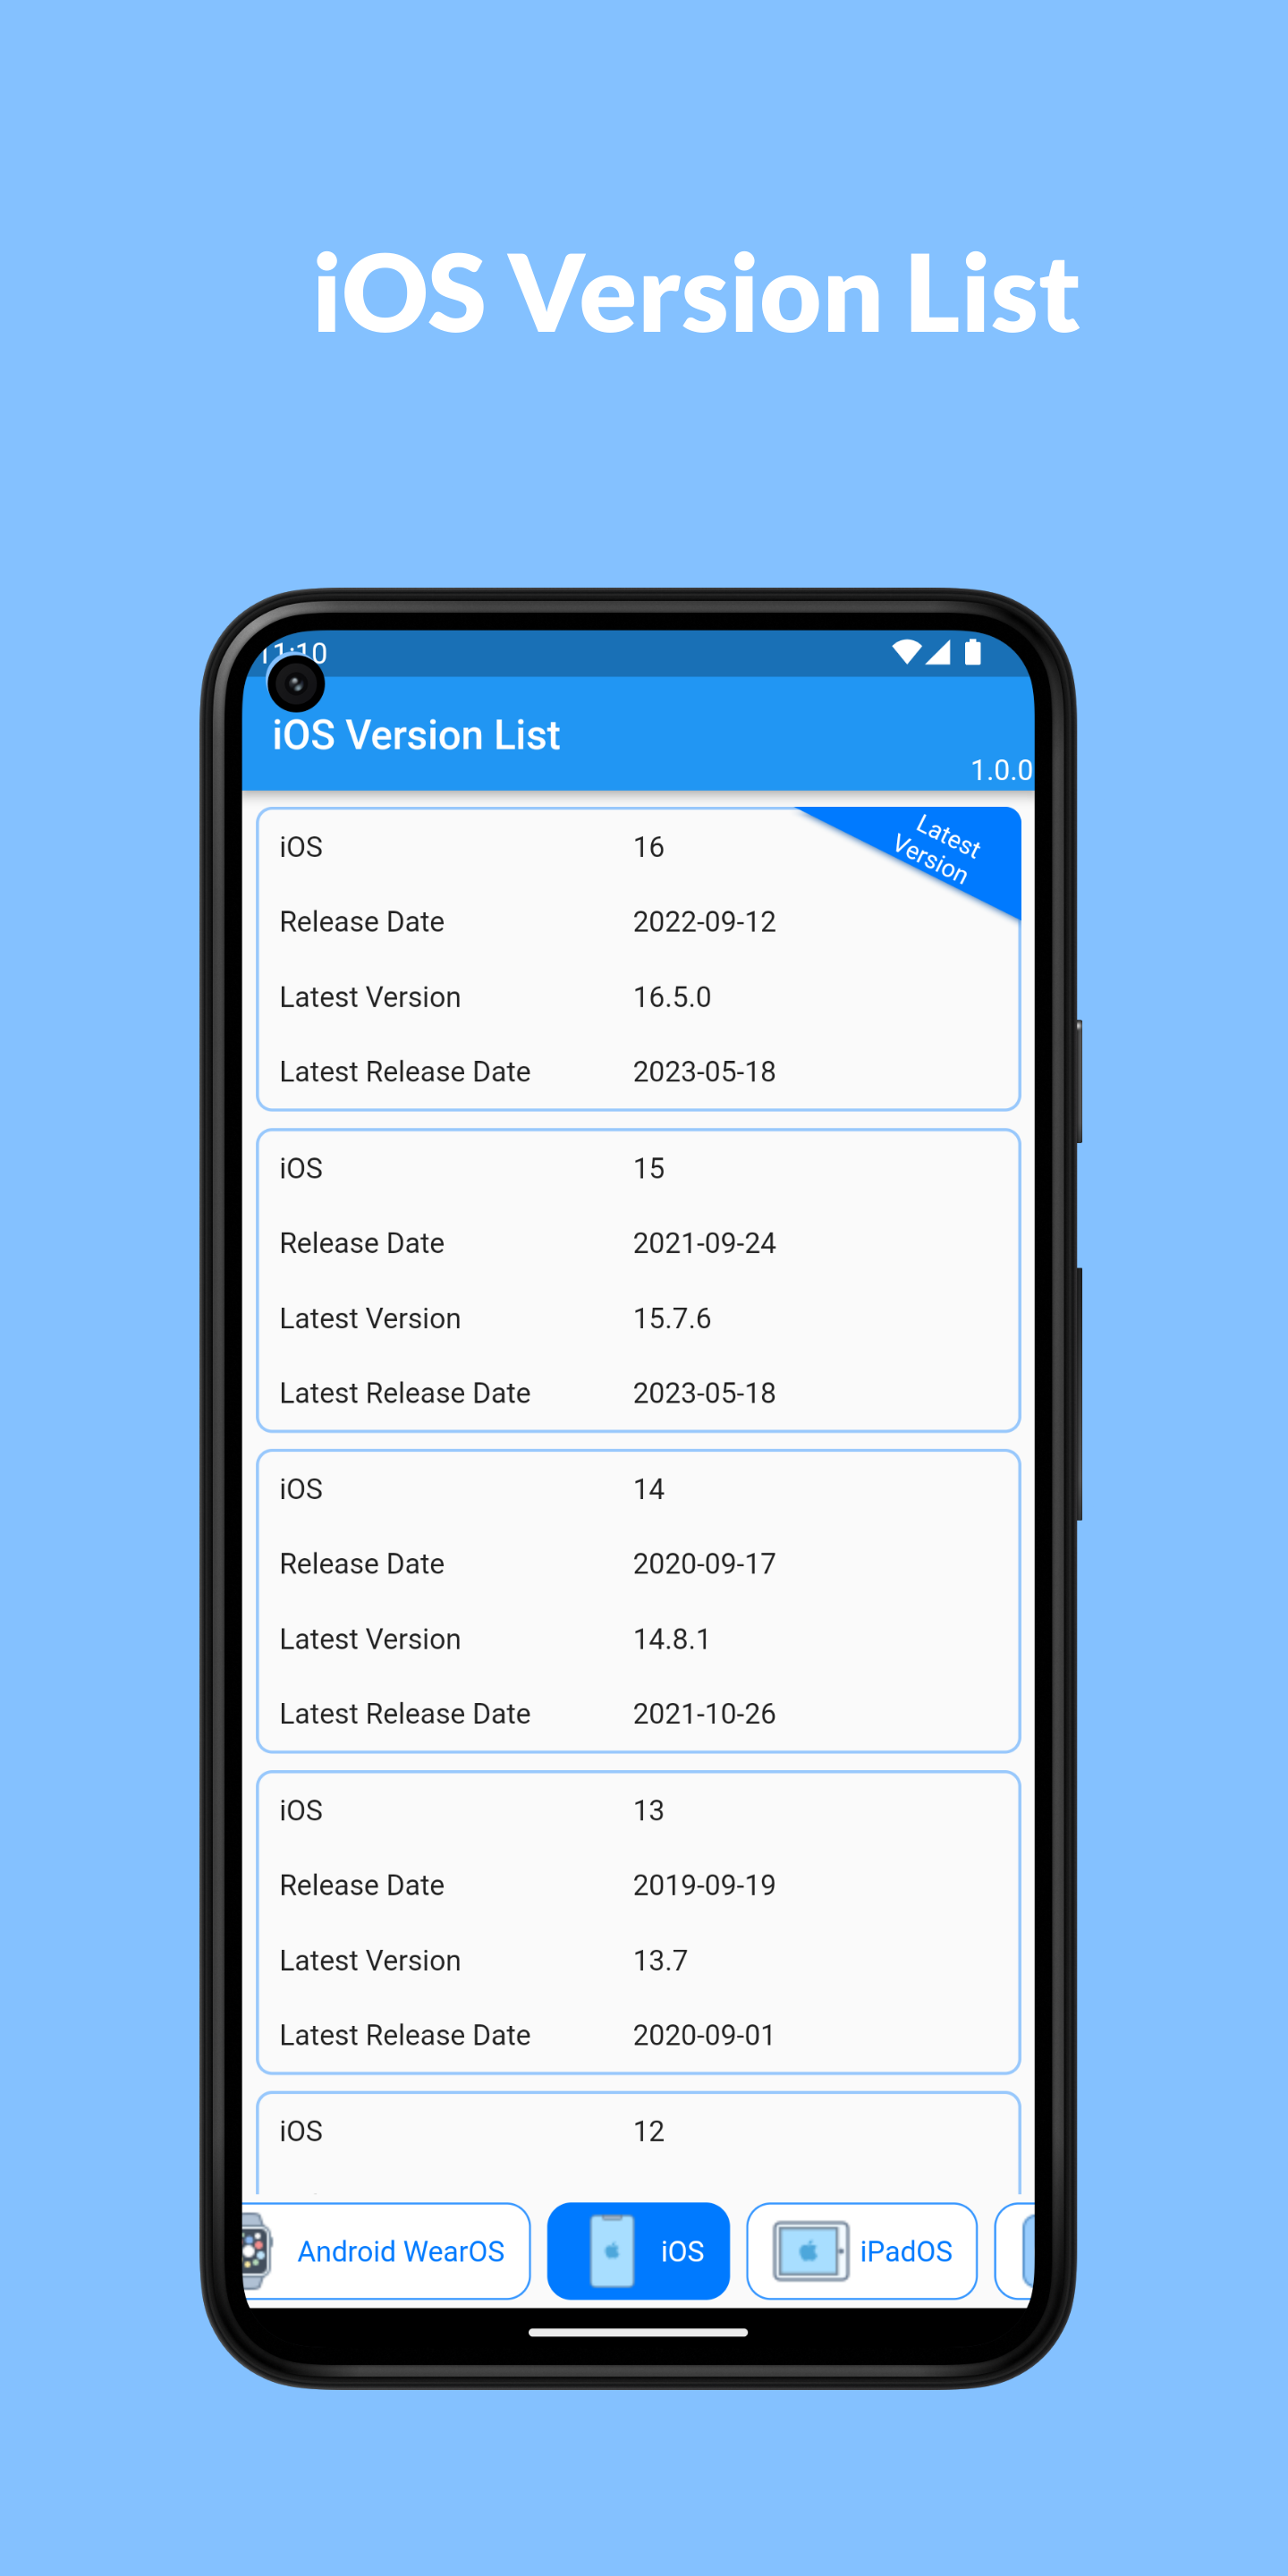 iOS Version List
11:10
iOS Version List
1.0.0
Latest
Version
iOS 16
Release Date 2022-09-12
Latest Version 16.5.0
Latest Release Date 2023-05-18
iOS 15
Release Date 2021-09-24
Latest Version 15.7.6
Latest Release Date 2023-05-18
iOS 14
Release Date 2020-09-17
Latest Version 14.8.1
Latest Release Date 2021-10-26
iOS 13
Release Date 2019-09-19
Latest Version 13.7
Latest Release Date 2020-09-01
iOS 12
Android WearOS iOS iPadOS